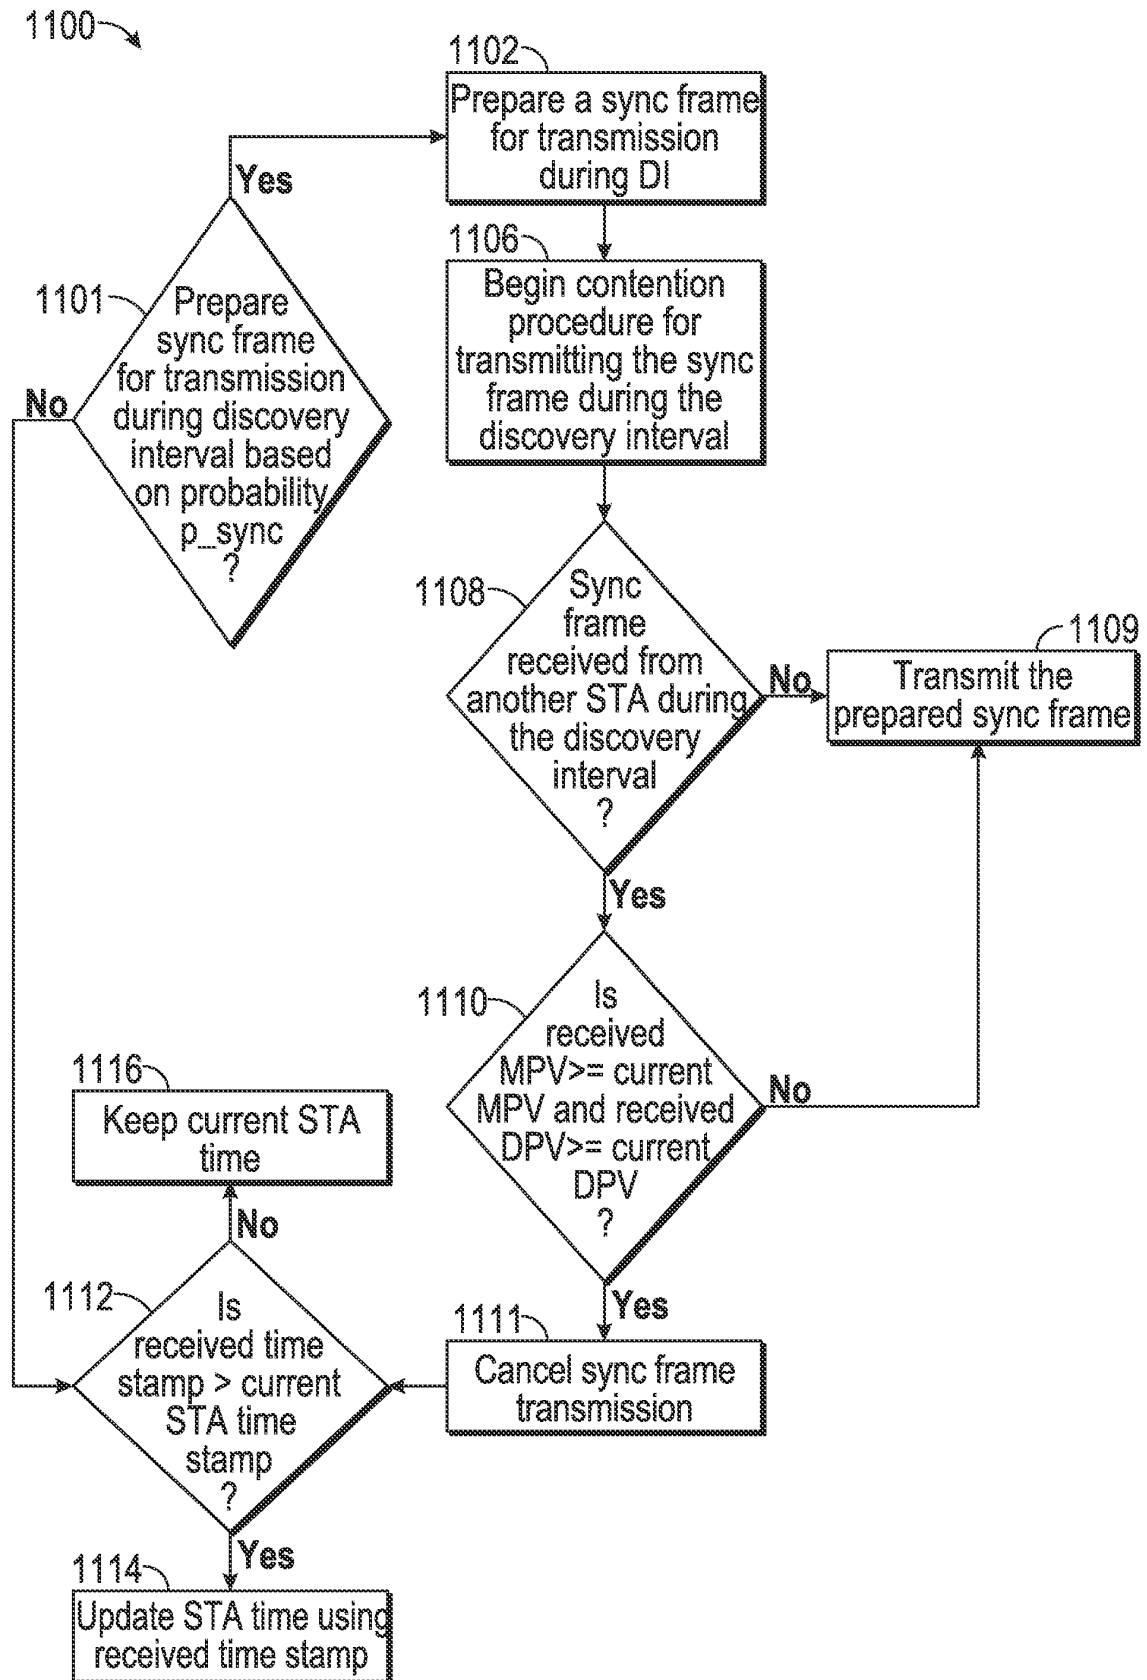 1100
1102
Prepare a sync frame
for transmission
during DI
Yes
1106
Begin contention
procedure for
transmitting the sync
frame during the
discovery interval
1101
Prepare
sync frame
for transmission
during discovery
interval based
on probability
p_sync
?
No
1108
Sync
frame
received from
another STA during
the discovery
interval
?
No
1109
Transmit the
prepared sync frame
Yes
1110
Is
received
MPV>= current
MPV and received
DPV>= current
DPV
?
No
Yes
1116
Keep current STA
time
No
1112
Is
received time
stamp > current
STA time
stamp
?
1111
Cancel sync frame
transmission
Yes
1114
Update STA time using
received time stamp